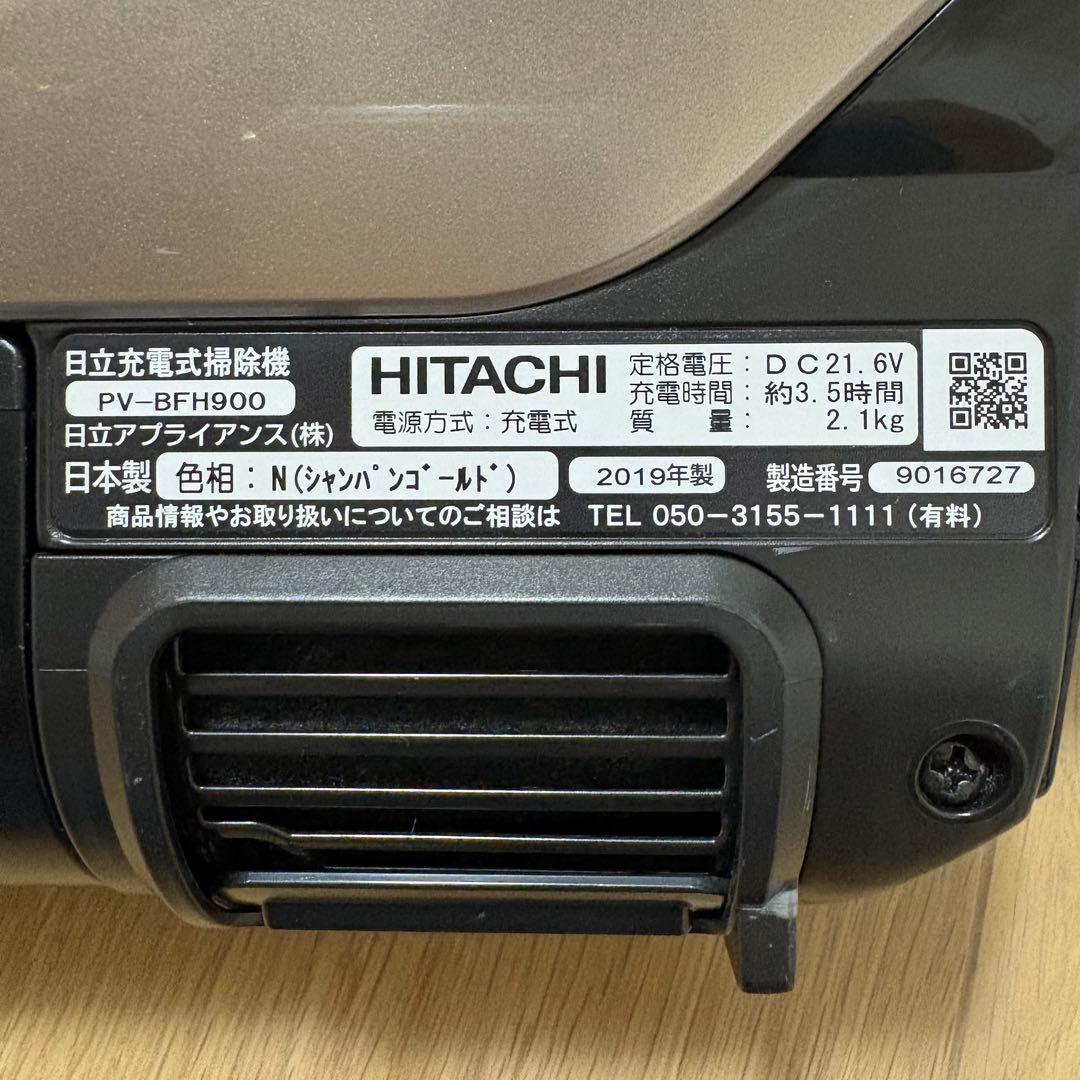 日立充電式掃除機
PV-BFH900
日立アプライアンス(株)
HITACHI
電源方式：充電式
定格電圧：ＤＣ21.6V
充電時間：約3.5時間
質　　量：2.1kg
日本製 色相：N(ｼｬﾝﾊﾟﾝｺﾞｰﾙﾄﾞ) 2019年製 製造番号 9016727
商品情報やお取り扱いについてのご相談は TEL 050-3155-1111（有料）